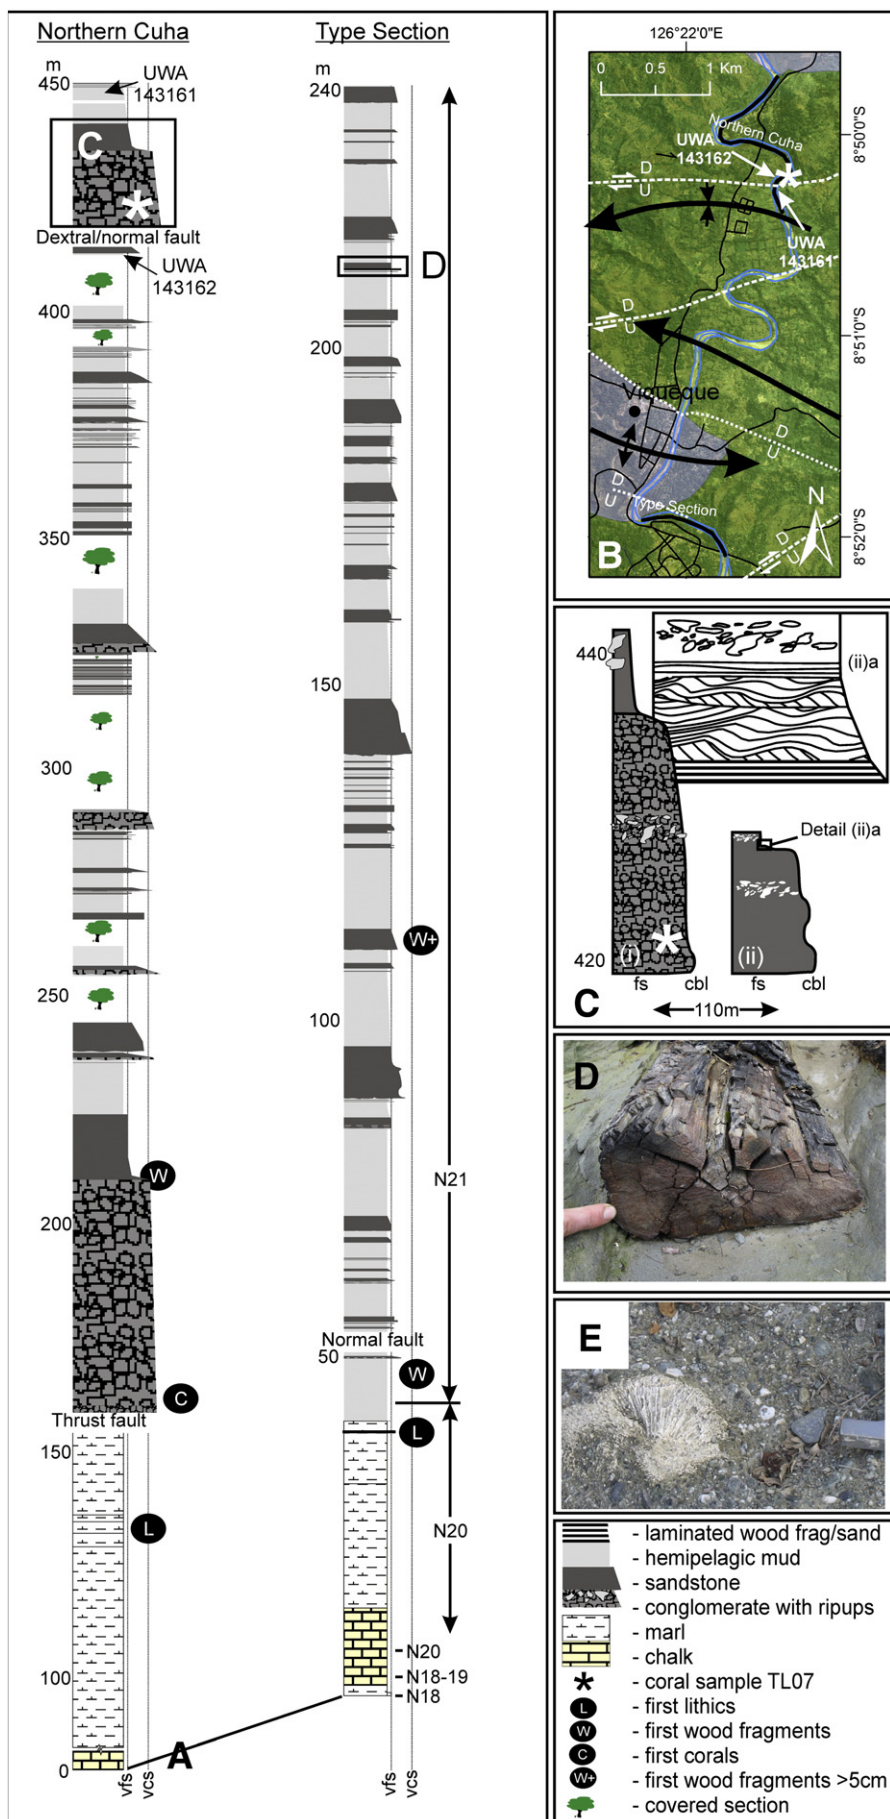 Northern Cuha
m
450
UWA
143161
C
*
Dextral/normal fault
UWA
143162
400
350
300
250
W
200
C
Thrust fault
150
L
100
0
vfs
vcs
A
Type Section
m
240
D
200
150
W+
100
N21
Normal fault
50
W
L
N20
N20
N18-19
N18
vfs
vcs
126°22'0"E
0 0.5 1 Km
Northern Cuha
UWA
143162
*
8°50'0"S
D
U
UWA
143161
D
U
8°51'0"S
Viqueque
D
U
D
U
Type Section
N
D
U
B
8°52'0"S
440
(ii)a
Detail (ii)a
*
420
(i)
(ii)
fs cbl
fs cbl
C
110m
D
E
- laminated wood frag/sand
- hemipelagic mud
- sandstone
- conglomerate with ripups
- marl
- chalk
* - coral sample TL07
L - first lithics
W - first wood fragments
C - first corals
W+ - first wood fragments >5cm
- covered section